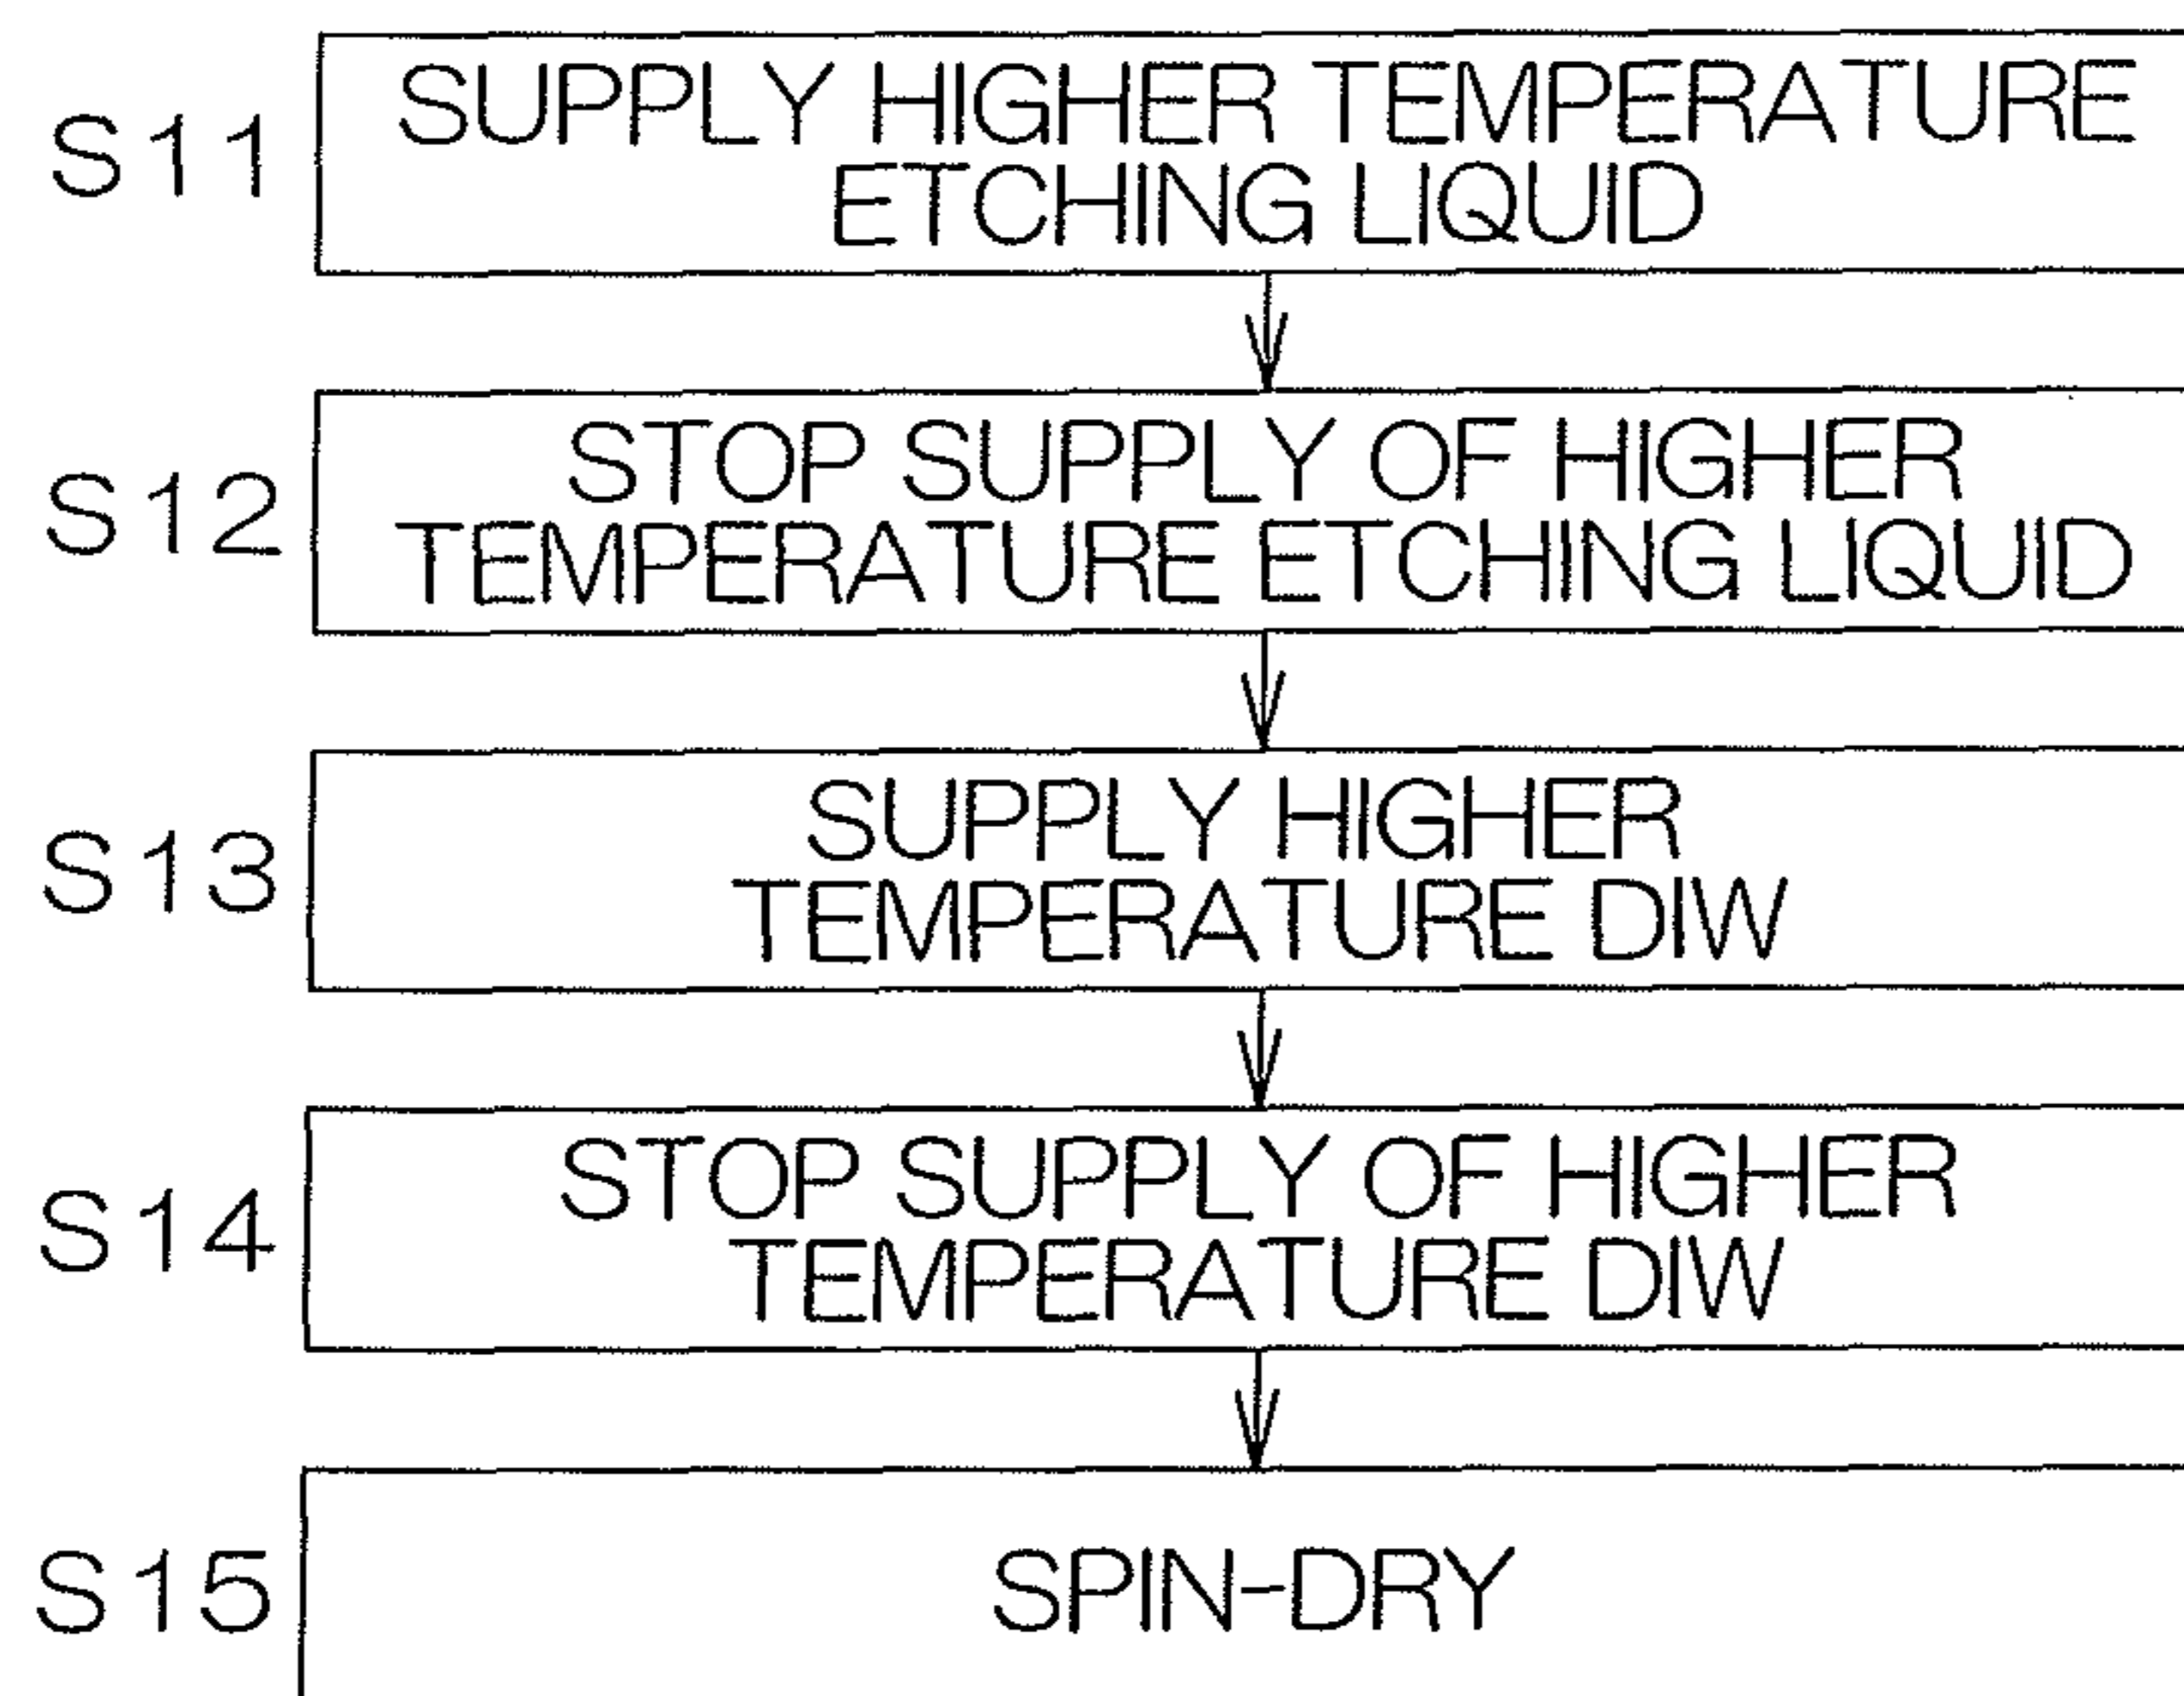 S11 SUPPLY HIGHER TEMPERATURE
ETCHING LIQUID
S12 STOP SUPPLY OF HIGHER
TEMPERATURE ETCHING LIQUID
S13 SUPPLY HIGHER
TEMPERATURE DIW
S14 STOP SUPPLY OF HIGHER
TEMPERATURE DIW
S15 SPIN-DRY